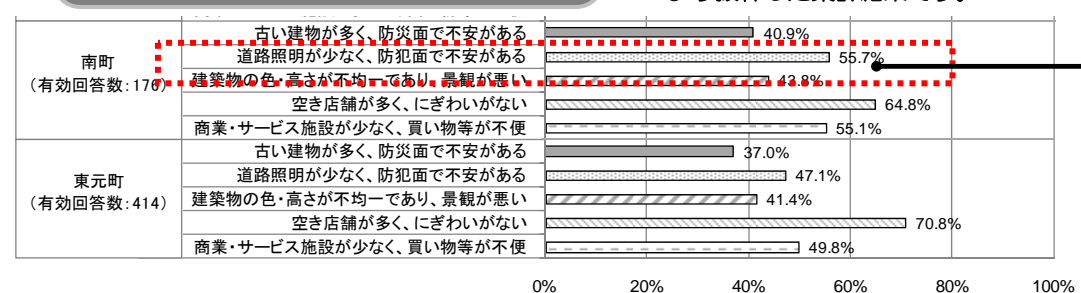 古い建物が多く、防災面で不安がある 40.9%
道路照明が少なく、防犯面で不安がある 55.7%
南町
(有効回答数:176)
建築物の色・高さが不均一であり、景観が悪い 43.8%
空き店舗が多く、にぎわいがない 64.8%
商業・サービス施設が少なく、買い物等が不便 55.1%
古い建物が多く、防災面で不安がある 37.0%
道路照明が少なく、防犯面で不安がある 47.1%
東元町
(有効回答数:414)
建築物の色・高さが不均一であり、景観が悪い 41.4%
空き店舗が多く、にぎわいがない 70.8%
商業・サービス施設が少なく、買い物等が不便 49.8%
0% 20% 40% 60% 80% 100%